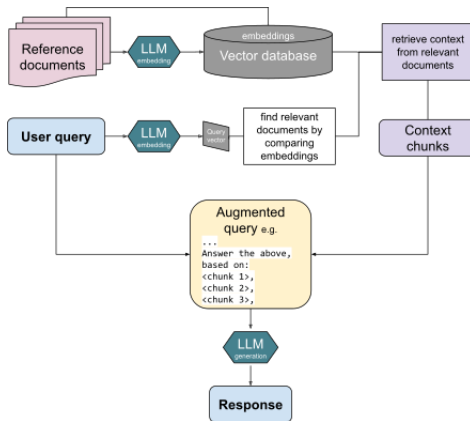 Reference
documents
LLM
embedding
embeddings
Vector database
retrieve context
from relevant
documents
User query
LLM
embedding
Query
vector
find relevant
documents by
comparing
embeddings
Context
chunks
Augmented
query e.g.
...
Answer the above,
based on:
<chunk 1>,
<chunk 2>,
<chunk 3>,
LLM
generation
Response